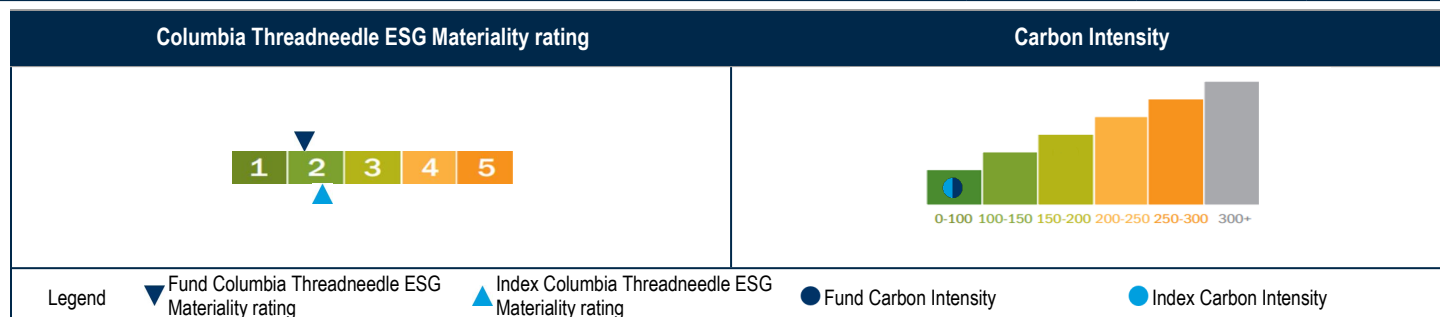 Columbia Threadneedle ESG Materiality rating
Carbon Intensity
1 2 3 4 5
0-100 100-150 150-200 200-250 250-300 300+
Legend
Fund Columbia Threadneedle ESG
Materiality rating
Index Columbia Threadneedle ESG
Materiality rating
Fund Carbon Intensity
Index Carbon Intensity